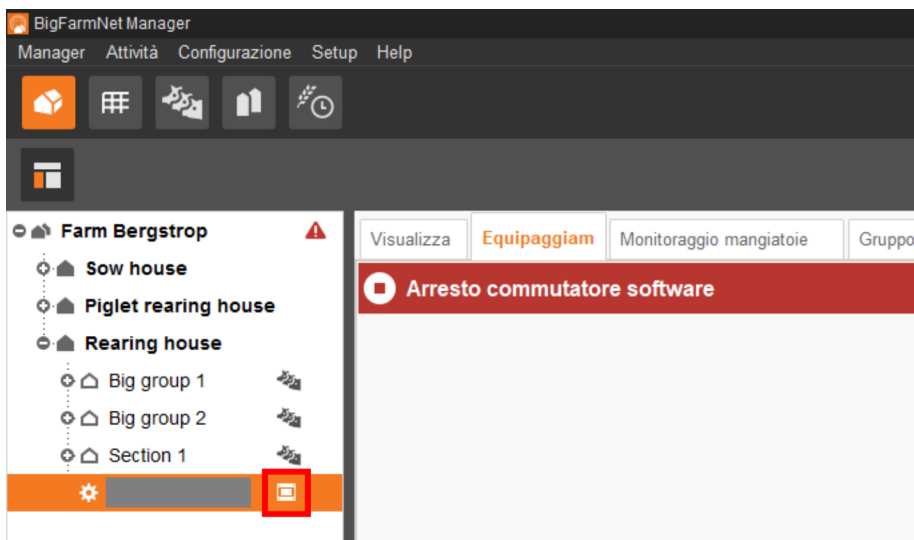 BigFarmNet Manager
Manager Attività Configurazione Setup Help
Farm Bergstrop
Sow house
Piglet rearing house
Rearing house
Big group 1
Big group 2
Section 1
Visualizza Equipaggiam Monitoraggio mangiatoie Gruppo
Arresto commutatore software